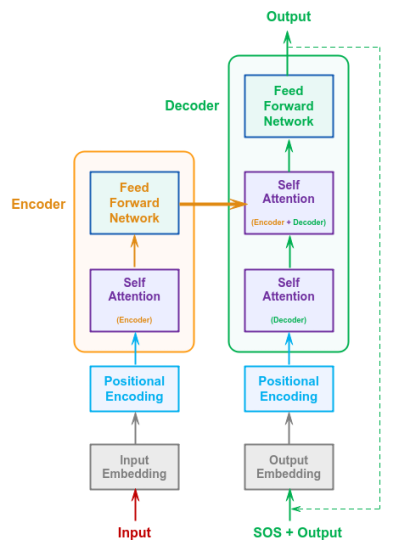 Output
Decoder
Feed
Forward
Network
Encoder
Feed
Forward
Network
Self
Attention
(Encoder + Decoder)
Self
Attention
(Encoder)
Self
Attention
(Decoder)
Positional
Encoding
Positional
Encoding
Input
Embedding
Output
Embedding
Input
SOS + Output